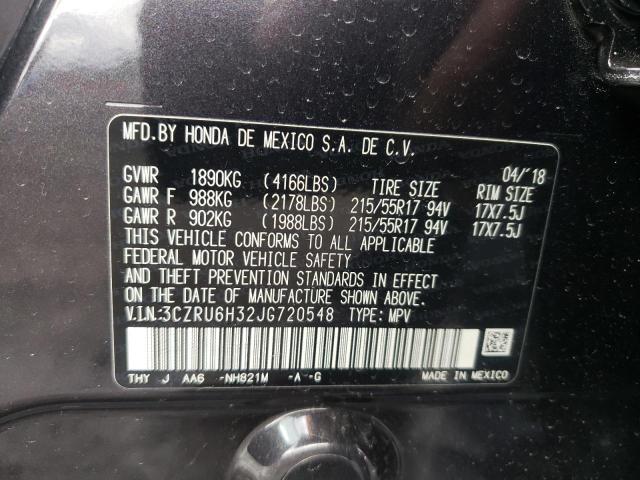 MFD.BY HONDA DE MEXICO S.A. DE C.V.
04/'18
GVWR 1890KG (4166LBS) TIRE SIZE RIM SIZE
GAWR F 988KG (2178LBS) 215/55R17 94V 17X7.5J
GAWR R 902KG (1988LBS) 215/55R17 94V 17X7.5J
THIS VEHICLE CONFORMS TO ALL APPLICABLE
FEDERAL MOTOR VEHICLE SAFETY
AND THEFT PREVENTION STANDARDS IN EFFECT
ON THE DATE OF MANUFACTURE SHOWN ABOVE.
V.I.N:3CZRU6H32JG720548 TYPE: MPV
THY J AA6 -NH821M -A -G MADE IN MEXICO